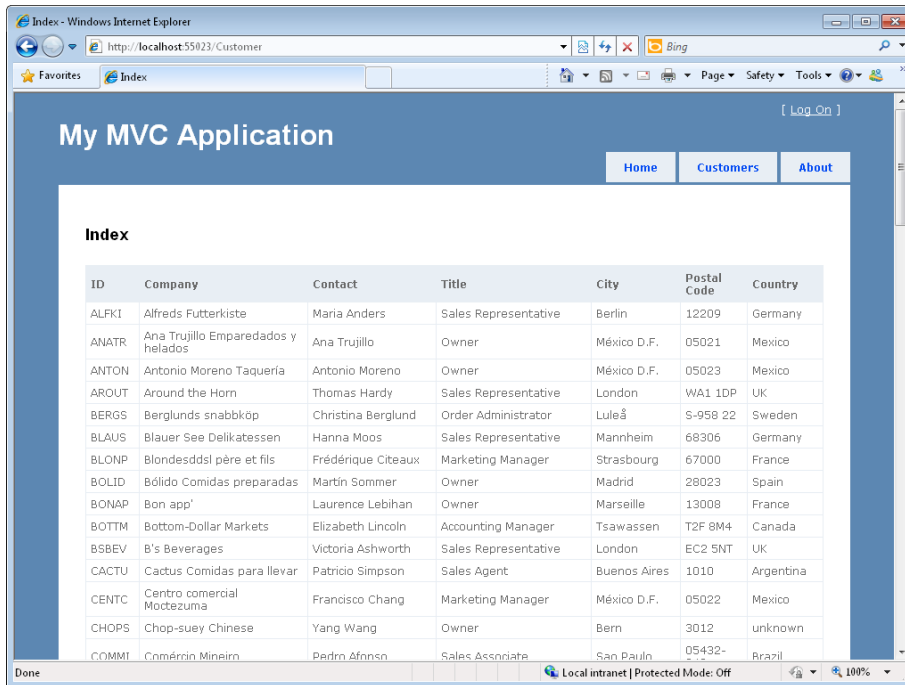 Index - Windows Internet Explorer
http://localhost:55023/Customer
Bing
Favorites
Index
Page
Safety
Tools
[ Log On ]
My MVC Application
Home
Customers
About
Index
ID Company Contact Title City Postal Code Country
ALFKI Alfreds Futterkiste Maria Anders Sales Representative Berlin 12209 Germany
ANATR Ana Trujillo Emparedados y helados Ana Trujillo Owner México D.F. 05021 Mexico
ANTON Antonio Moreno Taquería Antonio Moreno Owner México D.F. 05023 Mexico
AROUT Around the Horn Thomas Hardy Sales Representative London WA1 1DP UK
BERGS Berglunds snabbköp Christina Berglund Order Administrator Luleå S-958 22 Sweden
BLAUS Blauer See Delikatessen Hanna Moos Sales Representative Mannheim 68306 Germany
BLONP Blondesddsl père et fils Frédérique Citeaux Marketing Manager Strasbourg 67000 France
BOLID Bólido Comidas preparadas Martín Sommer Owner Madrid 28023 Spain
BONAP Bon app' Laurence Lebihan Owner Marseille 13008 France
BOTTM Bottom-Dollar Markets Elizabeth Lincoln Accounting Manager Tsawassen T2F 8M4 Canada
BSBEV B's Beverages Victoria Ashworth Sales Representative London EC2 5NT UK
CACTU Cactus Comidas para llevar Patricio Simpson Sales Agent Buenos Aires 1010 Argentina
CENTC Centro comercial Moctezuma Francisco Chang Marketing Manager México D.F. 05022 Mexico
CHOPS Chop-suey Chinese Yang Wang Owner Bern 3012 unknown
COMMI Comércio Mineiro Pedro Afonso Sales Associate Sao Paulo 05432- Brazil
Done
Local intranet | Protected Mode: Off
100%